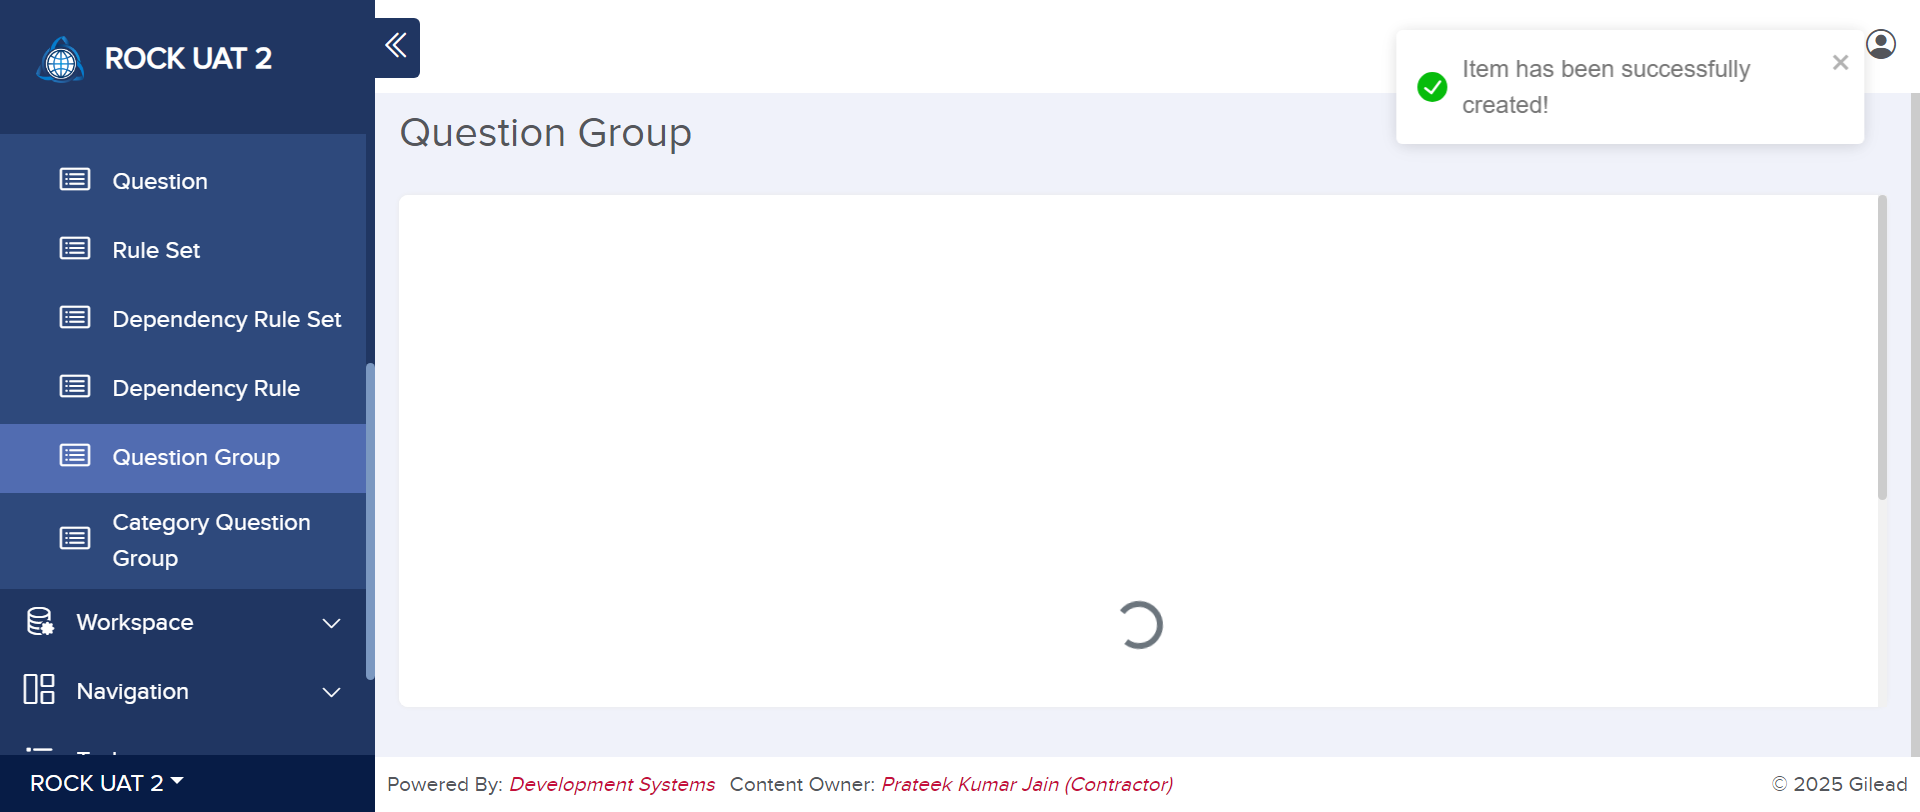 ROCK UAT 2
Question
Rule Set
Dependency Rule Set
Dependency Rule
Question Group
Category Question
Group
Workspace
Navigation
ROCK UAT 2
Item has been successfully
created!
Question Group
Powered By: Development Systems Content Owner: Prateek Kumar Jain (Contractor)
© 2025 Gilead